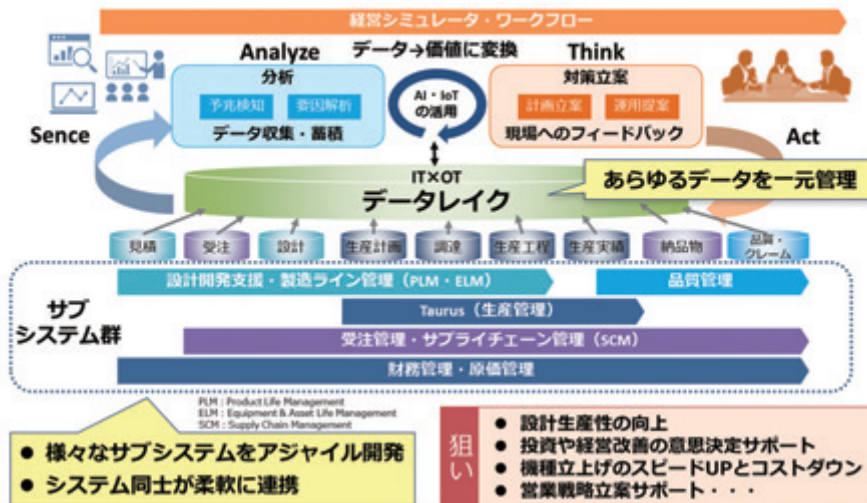 経営シミュレータ・ワークフロー
Analyze
データ→価値に変換
Think
分析
予兆検知
要因解析
データ収集・蓄積
AI・IoT
の活用
対策立案
計画立案
運用提案
現場へのフィードバック
Sence
Act
IT×OT
データレイク
あらゆるデータを一元管理
見積
受注
設計
生産計画
調達
生産工程
生産実績
納品物
品質・
クレーム
サブ
システム群
設計開発支援・製造ライン管理(PLM・ELM)
品質管理
Taurus(生産管理)
受注管理・サプライチェーン管理(SCM)
財務管理・原価管理
PLM : Product Life Management
ELM : Equipment & Asset Life Management
SCM : Supply Chain Management
● 様々なサブシステムをアジャイル開発
● システム同士が柔軟に連携
狙い
● 設計生産性の向上
● 投資や経営改善の意思決定サポート
● 機種立上げのスピードUPとコストダウン
● 営業戦略立案サポート・・・